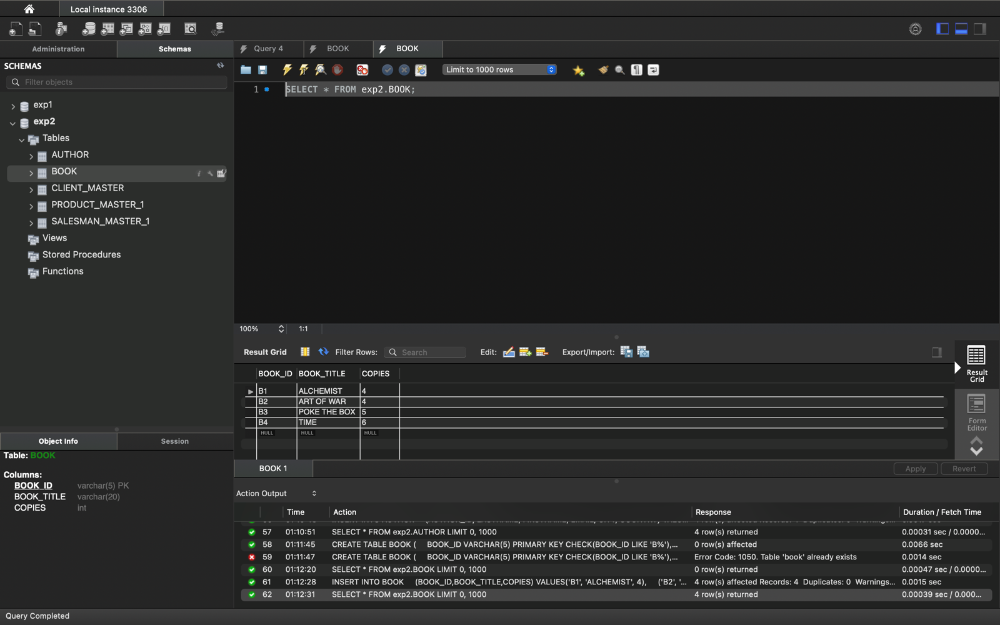 Local instance 3306
Administration
Schemas
Query 4
BOOK
BOOK
SCHEMAS
Filter objects
Limit to 1000 rows
1
SELECT * FROM exp2.BOOK;
exp1
exp2
Tables
AUTHOR
BOOK
CLIENT_MASTER
PRODUCT_MASTER_1
SALESMAN_MASTER_1
Views
Stored Procedures
Functions
100%
1:1
Result Grid
Filter Rows:
Search
Edit:
Export/Import:
Result
Grid
Form
Editor
BOOK_ID BOOK_TITLE COPIES
B1 ALCHEMIST 4
B2 ART OF WAR 4
B3 POKE THE BOX 5
B4 TIME 6
NULL NULL NULL
BOOK 1
Apply
Revert
Object Info
Session
Table: BOOK
Columns:
BOOK_ID varchar(5) PK
BOOK_TITLE varchar(20)
COPIES int
Action Output
Time Action Response Duration / Fetch Time
57 01:10:51 SELECT * FROM exp2.AUTHOR LIMIT 0, 1000 4 row(s) returned 0.00031 sec / 0.0000...
58 01:11:45 CREATE TABLE BOOK ( BOOK_ID VARCHAR(5) PRIMARY KEY CHECK(BOOK_ID LIKE 'B%'),... 0 row(s) affected 0.0066 sec
59 01:11:47 CREATE TABLE BOOK ( BOOK_ID VARCHAR(5) PRIMARY KEY CHECK(BOOK_ID LIKE 'B%'),... Error Code: 1050. Table 'book' already exists 0.0014 sec
60 01:12:20 SELECT * FROM exp2.BOOK LIMIT 0, 1000 0 row(s) returned 0.00047 sec / 0.0000...
61 01:12:28 INSERT INTO BOOK (BOOK_ID,BOOK_TITLE,COPIES) VALUES('B1', 'ALCHEMIST', 4), ('B2', '... 4 row(s) affected Records: 4 Duplicates: 0 Warnings... 0.0015 sec
62 01:12:31 SELECT * FROM exp2.BOOK LIMIT 0, 1000 4 row(s) returned 0.00039 sec / 0.000...
Query Completed